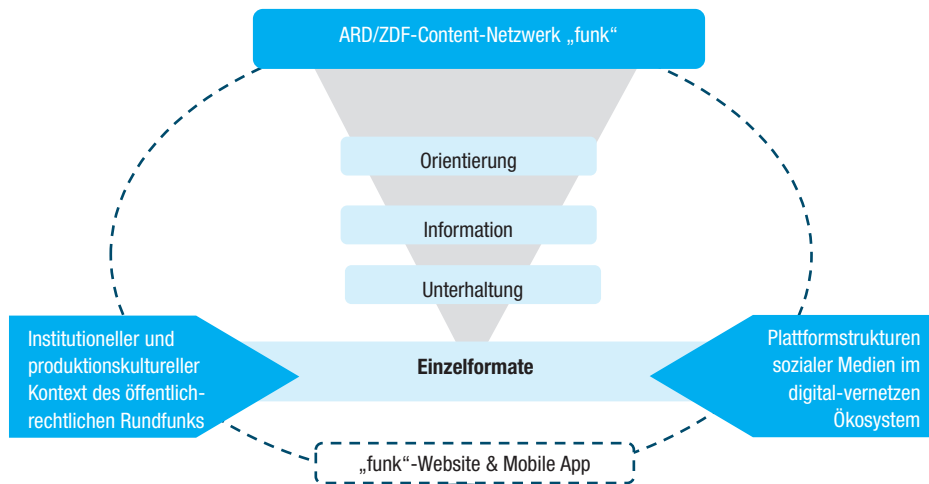 ARD/ZDF-Content-Netzwerk „funk“
Orientierung
Information
Unterhaltung
Institutioneller und
produktionskultureller
Kontext des öffentlich-
rechtlichen Rundfunks
Einzelformate
Plattformstrukturen
sozialer Medien im
digital-vernetzen
Ökosystem
„funk“-Website & Mobile App